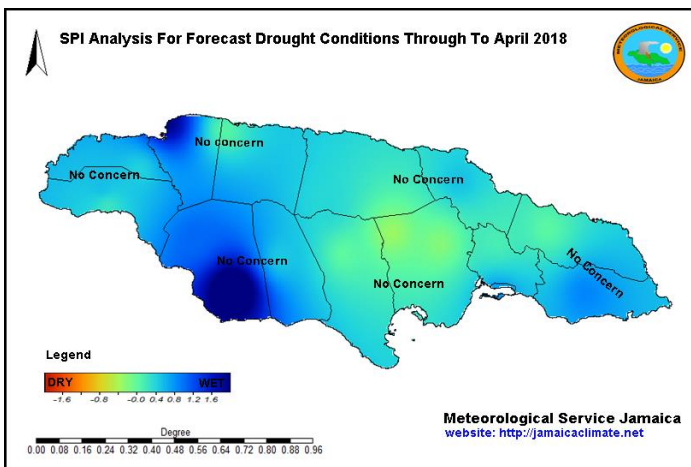 SPI Analysis For Forecast Drought Conditions Through To April 2018
METEOROLOGICAL SERVICE
JAMAICA
No concern
No Concern
No Concern
No Concern
No Concern
No Concern
Legend
DRY WET
-1.6 -0.8 -0.0 0.4 0.8 1.2 1.6
Degree
0.00 0.08 0.16 0.24 0.32 0.40 0.48 0.56 0.64 0.72 0.80 0.88 0.96
Meteorological Service Jamaica
website: http://jamaicaclimate.net